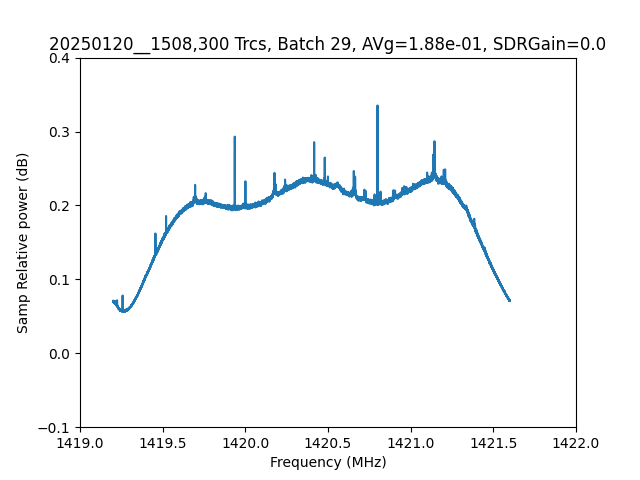 20250120__1508,300 Trcs, Batch 29, AVg=1.88e-01, SDRGain=0.0
0.4
0.3
0.2
0.1
0.0
−0.1
Samp Relative power (dB)
1419.0 1419.5 1420.0 1420.5 1421.0 1421.5 1422.0
Frequency (MHz)